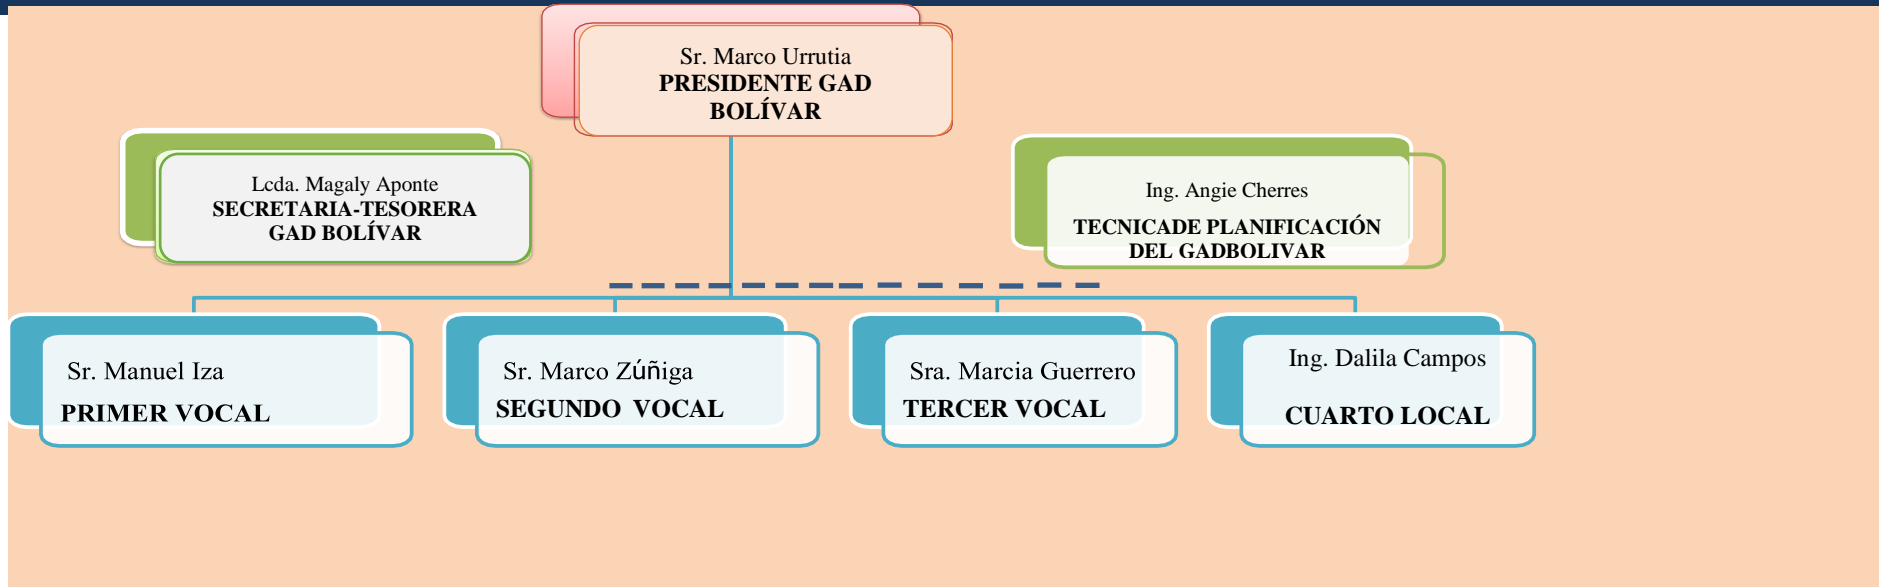 Sr. Marco Urrutia
PRESIDENTE GAD
BOLÍVAR
Lcda. Magaly Aponte
SECRETARIA-TESORERA
GAD BOLÍVAR
Ing. Angie Cherres
TECNICADE PLANIFICACIÓN
DEL GADBOLIVAR
Sr. Manuel Iza
PRIMER VOCAL
Sr. Marco Zúñiga
SEGUNDO VOCAL
Sra. Marcia Guerrero
TERCER VOCAL
Ing. Dalila Campos
CUARTO LOCAL